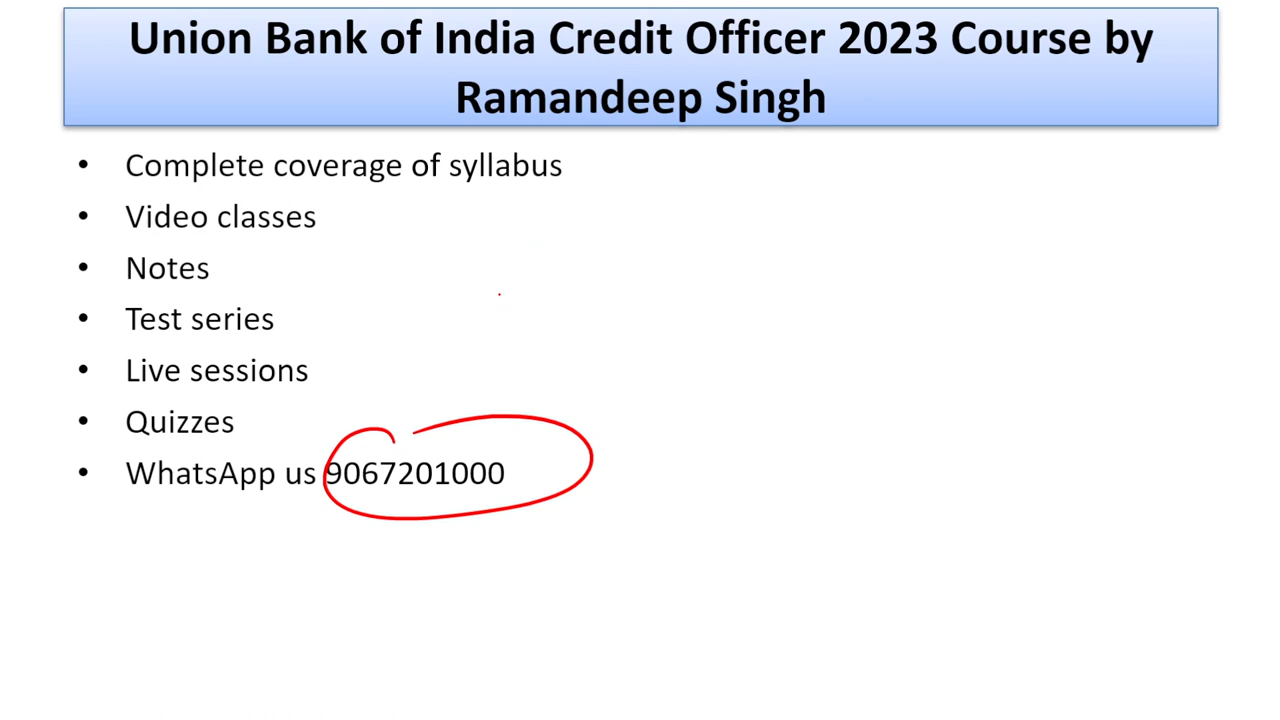 Union Bank of India Credit Officer 2023 Course by
Ramandeep Singh
• Complete coverage of syllabus
• Video classes
• Notes
• Test series
• Live sessions
• Quizzes
• WhatsApp us 9067201000